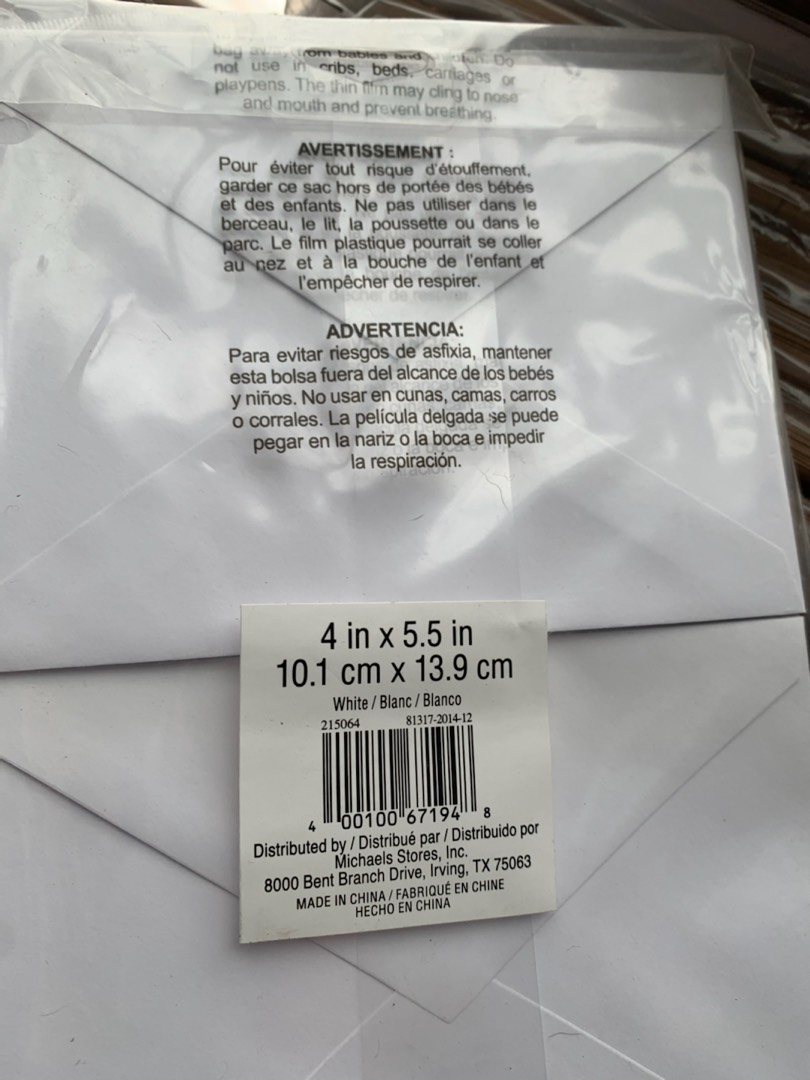 bag away from babies and children. Do
not use in cribs, beds, carriages or
playpens. The thin film may cling to nose
and mouth and prevent breathing.
AVERTISSEMENT :
Pour éviter tout risque d'étouffement,
garder ce sac hors de portée des bébés
et des enfants. Ne pas utiliser dans le
berceau, le lit, la poussette ou dans le
parc. Le film plastique pourrait se coller
au nez et à la bouche de l'enfant et
l'empêcher de respirer.
ADVERTENCIA:
Para evitar riesgos de asfixia, mantener
esta bolsa fuera del alcance de los bebés
y niños. No usar en cunas, camas, carros
o corrales. La película delgada se puede
pegar en la nariz o la boca e impedir
la respiración.
4 in x 5.5 in
10.1 cm x 13.9 cm
White / Blanc / Blanco
215064 81317-2014-12
4 00100 67194 8
Distributed by / Distribué par / Distribuido por
Michaels Stores, Inc.
8000 Bent Branch Drive, Irving, TX 75063
MADE IN CHINA / FABRIQUÉ EN CHINE
HECHO EN CHINA